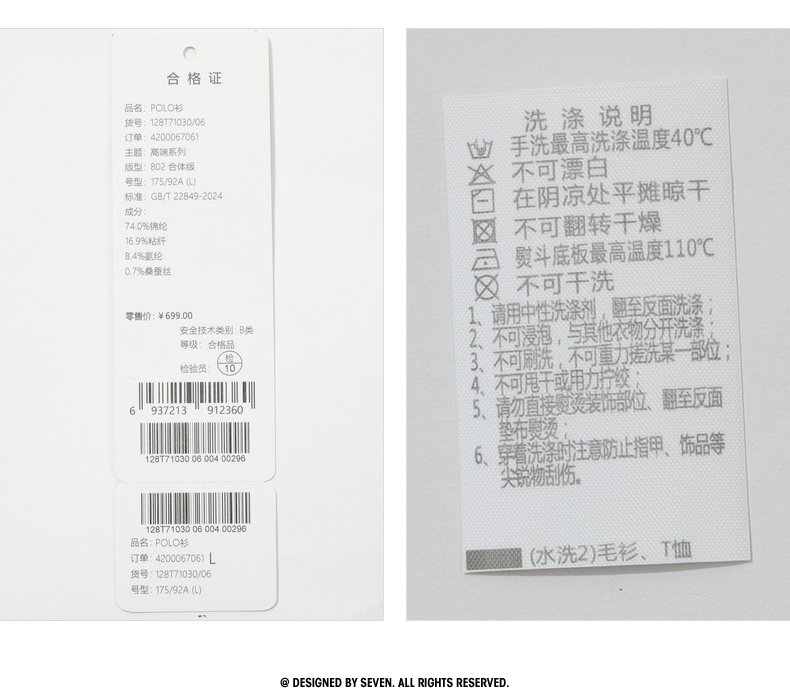 合格证
品名: POLO衫
货号: 128T71030/06
订单: 4200067061
主题: 高端系列
版型: 802 合体版
号型: 175/92A (L)
标准: GB/T 22849-2024
成分:
74.0%锦纶
16.9%粘纤
8.4%氨纶
0.7%桑蚕丝
零售价: ¥699.00
安全技术类别: B类
等级: 合格品
检验员: 检 10
6 937213 912360
128T71030 06 004 00296
128T71030 06 004 00296
品名: POLO衫
订单: 4200067061 L
货号: 128T71030/06
号型: 175/92A (L)
洗涤说明
手洗最高洗涤温度40℃
不可漂白
在阴凉处平摊晾干
不可翻转干燥
熨斗底板最高温度110℃
不可干洗
1、请用中性洗涤剂，翻至反面洗涤；
2、不可浸泡，与其他衣物分开洗涤；
3、不可刷洗，不可重力搓洗某一部位；
4、不可甩干或用力拧绞；
5、请勿直接熨烫装饰部位、翻至反面
垫布熨烫；
6、穿着洗涤时注意防止指甲、饰品等
尖锐物刮伤。
(水洗2)毛衫、T恤
@ DESIGNED BY SEVEN. ALL RIGHTS RESERVED.